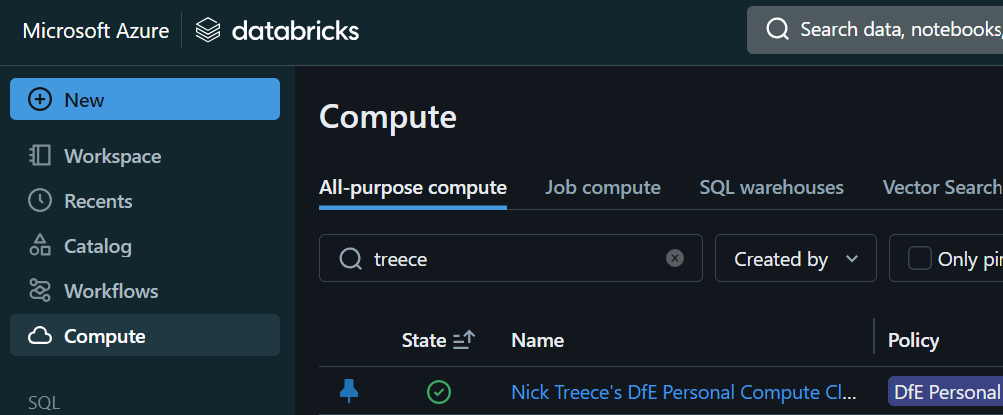 Microsoft Azure databricks Search data, notebooks,
New
Compute
Workspace
All-purpose compute Job compute SQL warehouses Vector Search
Recents
Catalog
treece Created by Only pin
Workflows
Compute
State Name Policy
SQL
Nick Treece's DfE Personal Compute Cl... DfE Personal